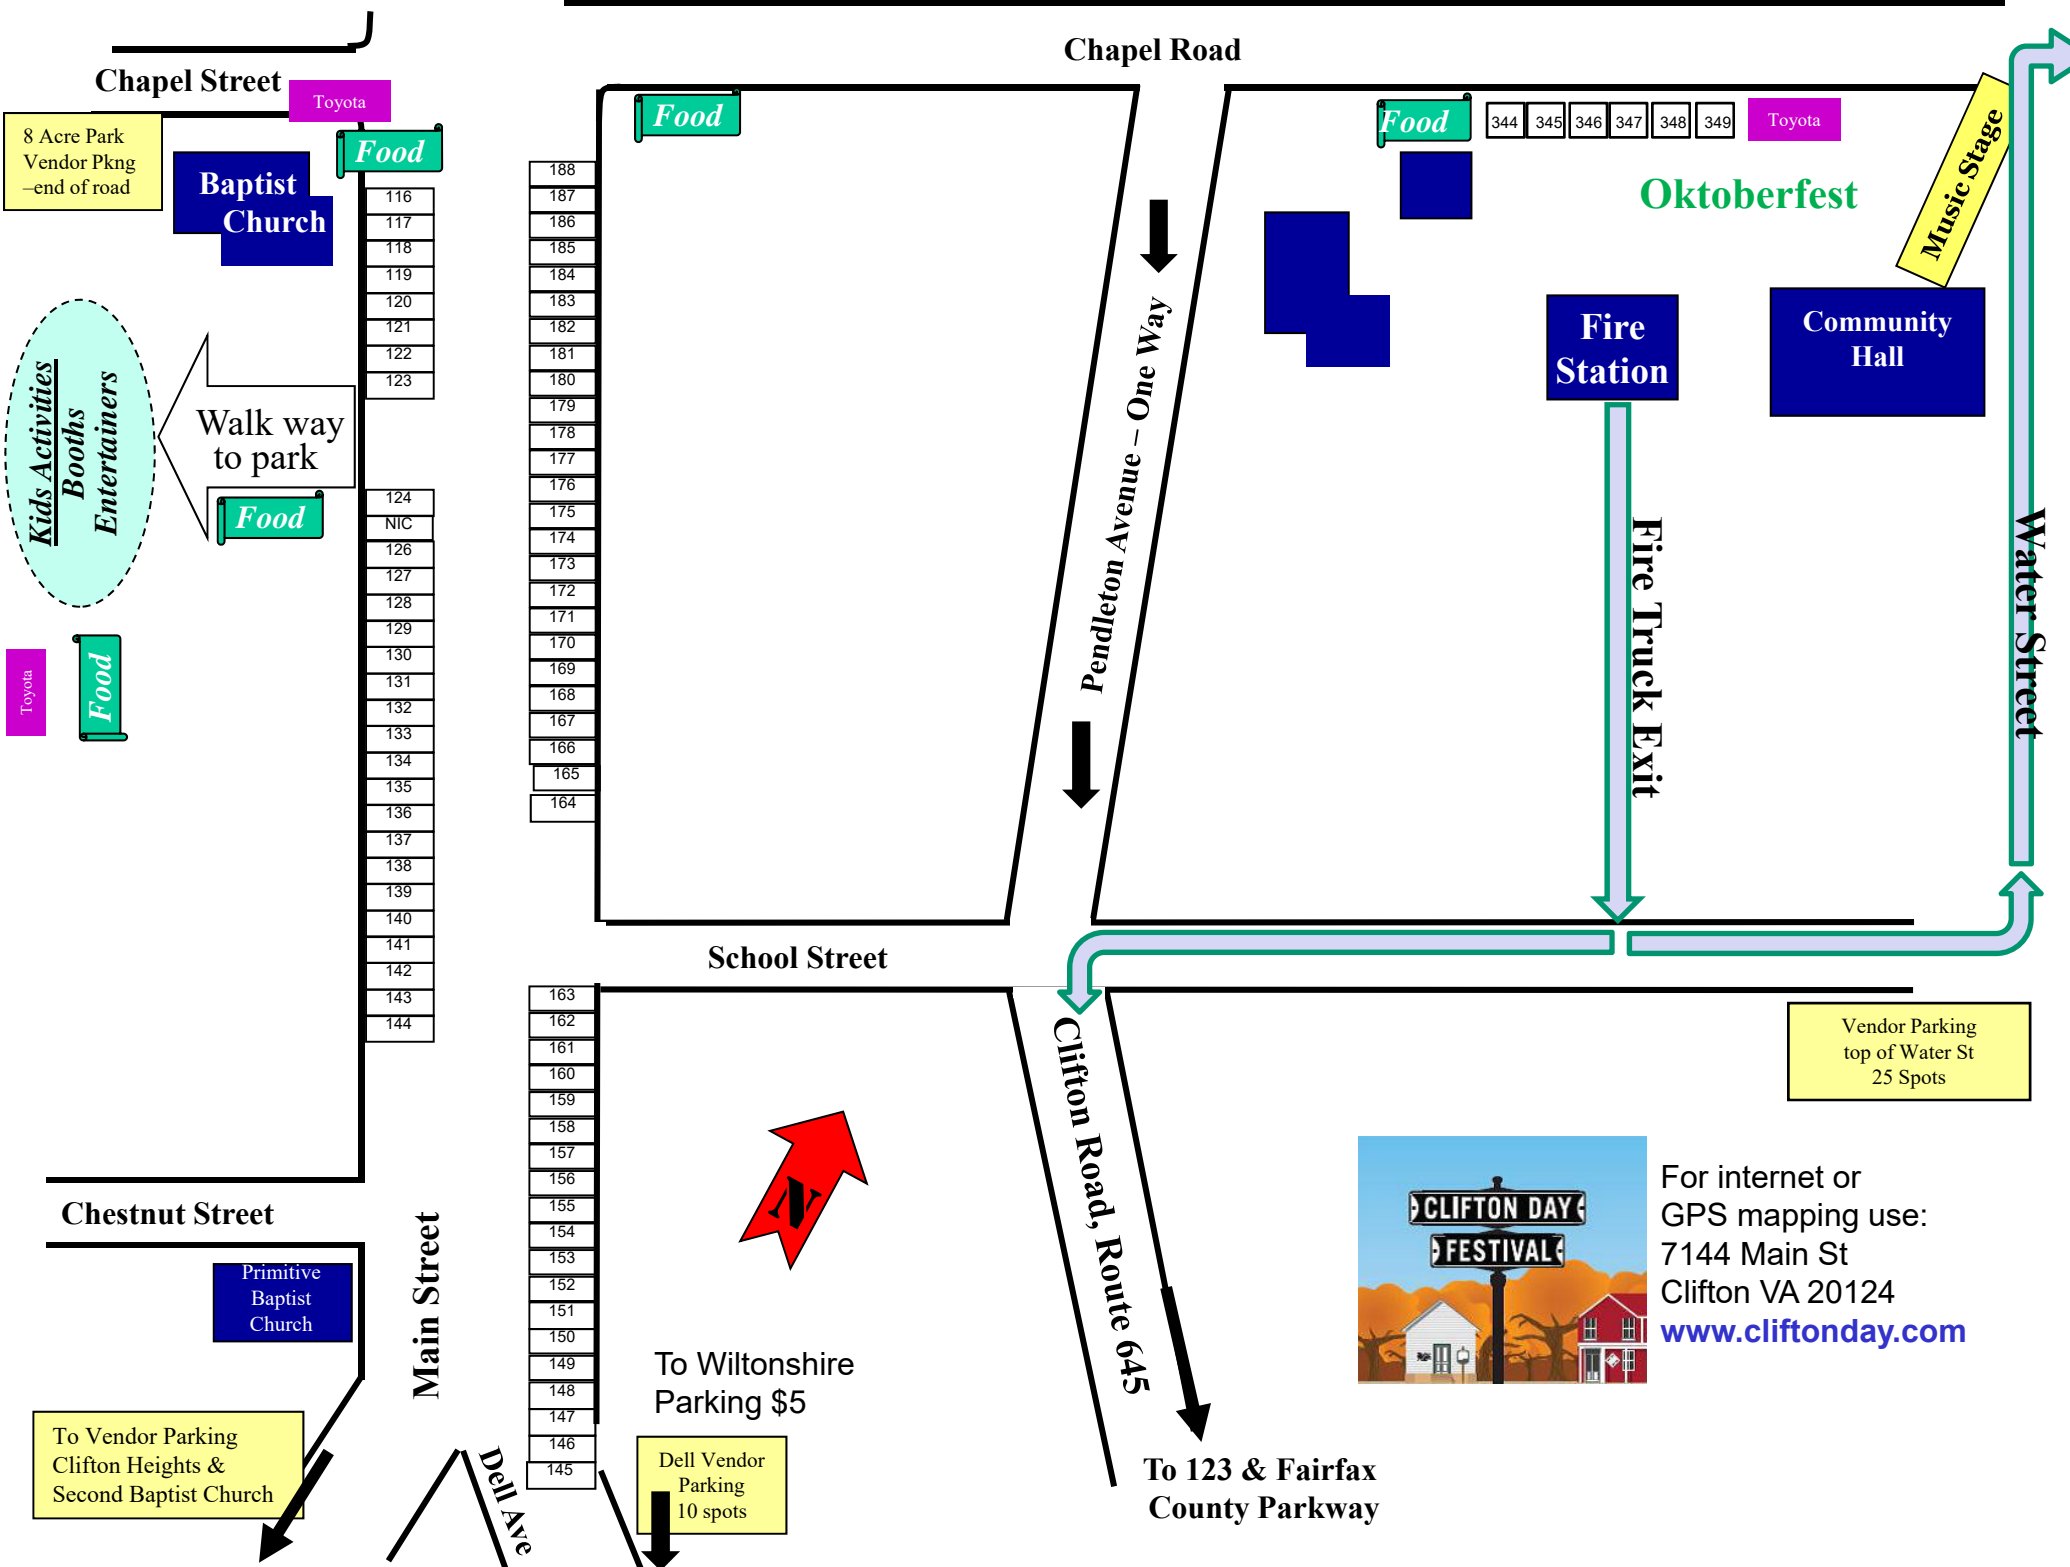 Chapel Road
Chapel Street
Toyota
8 Acre Park
Vendor Pkng
–end of road
Baptist
Church
Food
Food
Food
344
345
346
347
348
349
Toyota
Oktoberfest
Music Stage
Fire
Station
Community
Hall
116
117
118
119
120
121
122
123
188
187
186
185
184
183
182
181
180
179
178
177
176
175
174
173
172
171
170
169
168
167
166
165
164
Kids Activities
Booths
Entertainers
Walk way
to park
Food
Toyota
Food
124
NIC
126
127
128
129
130
131
132
133
134
135
136
137
138
139
140
141
142
143
144
Pendleton Avenue – One Way
Fire Truck Exit
Water Street
School Street
163
162
161
160
159
158
157
156
155
154
153
152
151
150
149
148
147
146
145
Vendor Parking
top of Water St
25 Spots
Clifton Road, Route 645
N
Chestnut Street
Primitive
Baptist
Church
Main Street
CLIFTON DAY
FESTIVAL
For internet or
GPS mapping use:
7144 Main St
Clifton VA 20124
www.cliftonday.com
To Wiltonshire
Parking $5
To Vendor Parking
Clifton Heights &
Second Baptist Church
Dell Ave
Dell Vendor
Parking
10 spots
To 123 & Fairfax
County Parkway